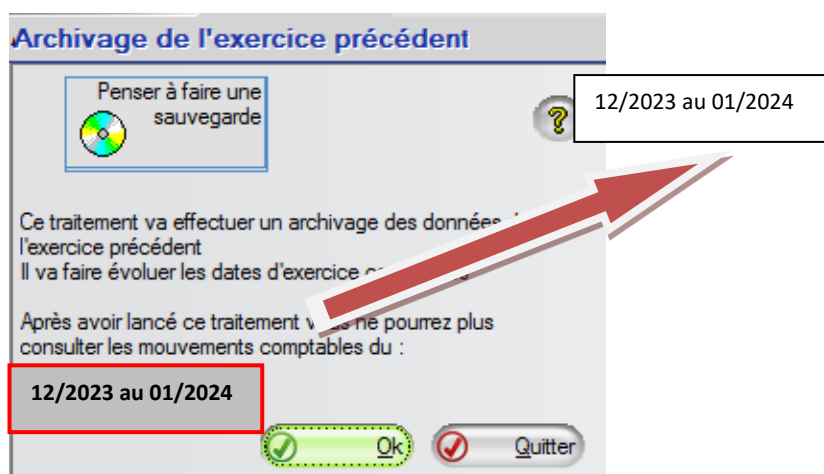 Archivage de l'exercice précédent
Penser à faire une
sauvegarde
12/2023 au 01/2024
Ce traitement va effectuer un archivage des données
l'exercice précédent
Il va faire évoluer les dates d'exercice
Après avoir lancé ce traitement ne pourrez plus
consulter les mouvements comptables du :
12/2023 au 01/2024
Ok
Quitter